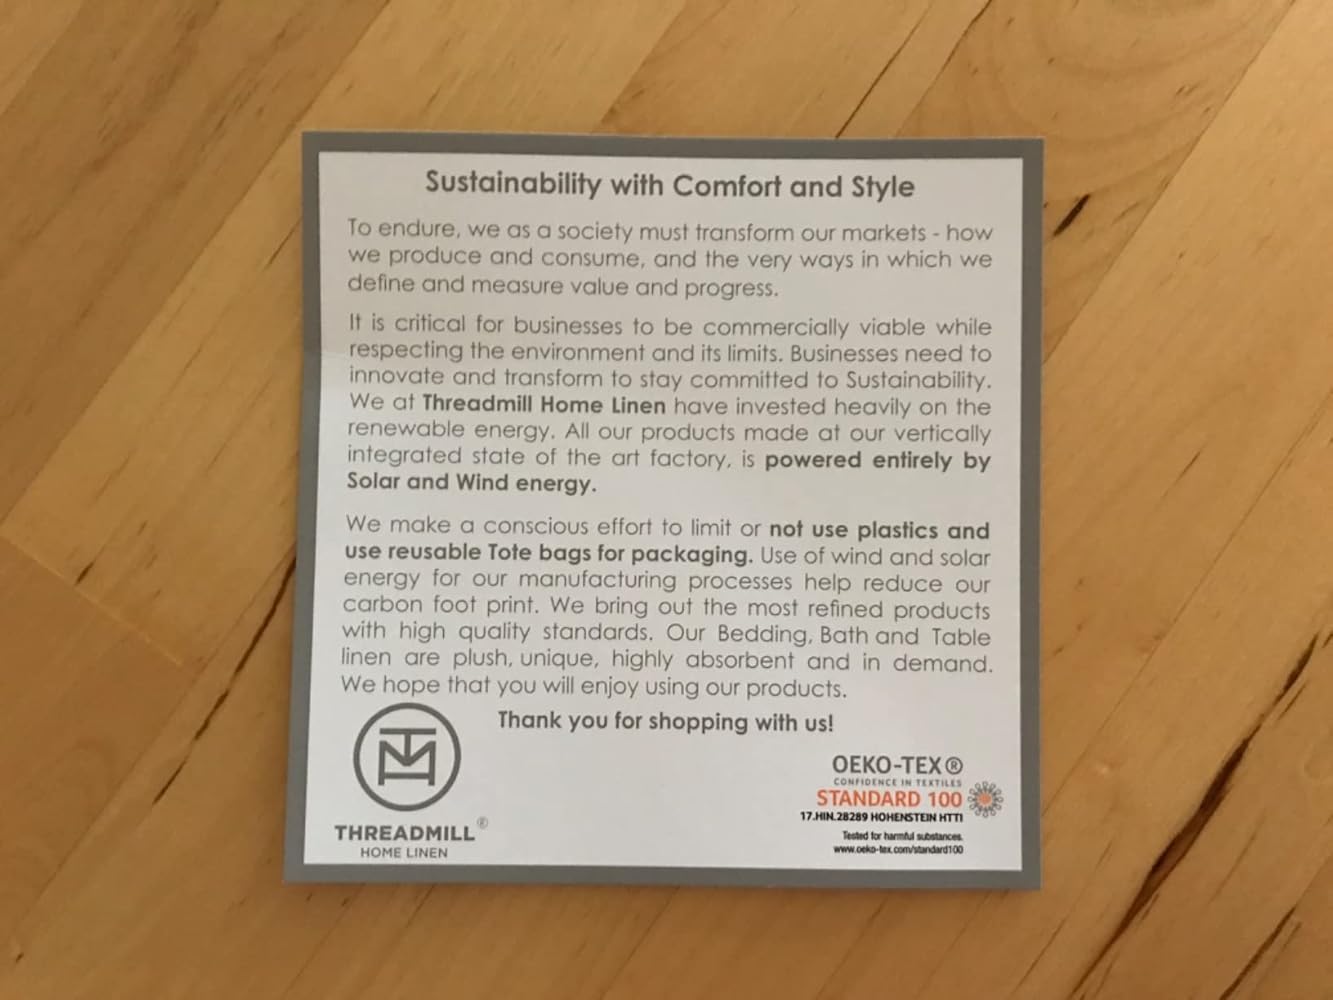 Sustainability with Comfort and Style
To endure, we as a society must transform our markets - how
we produce and consume, and the very ways in which we
define and measure value and progress.
It is critical for businesses to be commercially viable while
respecting the environment and its limits. Businesses need to
innovate and transform to stay committed to Sustainability.
We at Threadmill Home Linen have invested heavily on the
renewable energy. All our products made at our vertically
integrated state of the art factory, is powered entirely by
Solar and Wind energy.
We make a conscious effort to limit or not use plastics and
use reusable Tote bags for packaging. Use of wind and solar
energy for our manufacturing processes help reduce our
carbon foot print. We bring out the most refined products
with high quality standards. Our Bedding, Bath and Table
linen are plush, unique, highly absorbent and in demand.
We hope that you will enjoy using our products.
Thank you for shopping with us!
THREADMILL®
HOME LINEN
OEKO-TEX®
CONFIDENCE IN TEXTILES
STANDARD 100
17.HIN.28289 HOHENSTEIN HTTI
Tested for harmful substances.
www.oeko-tex.com/standard100